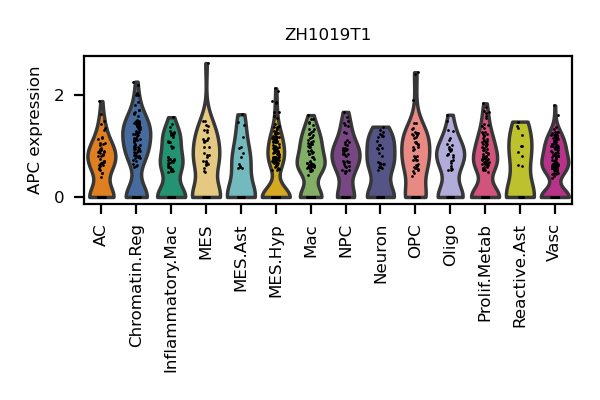 ZH1019T1
APC expression
2
0
AC
Chromatin.Reg
Inflammatory.Mac
MES
MES.Ast
MES.Hyp
Mac
NPC
Neuron
OPC
Oligo
Prolif.Metab
Reactive.Ast
Vasc